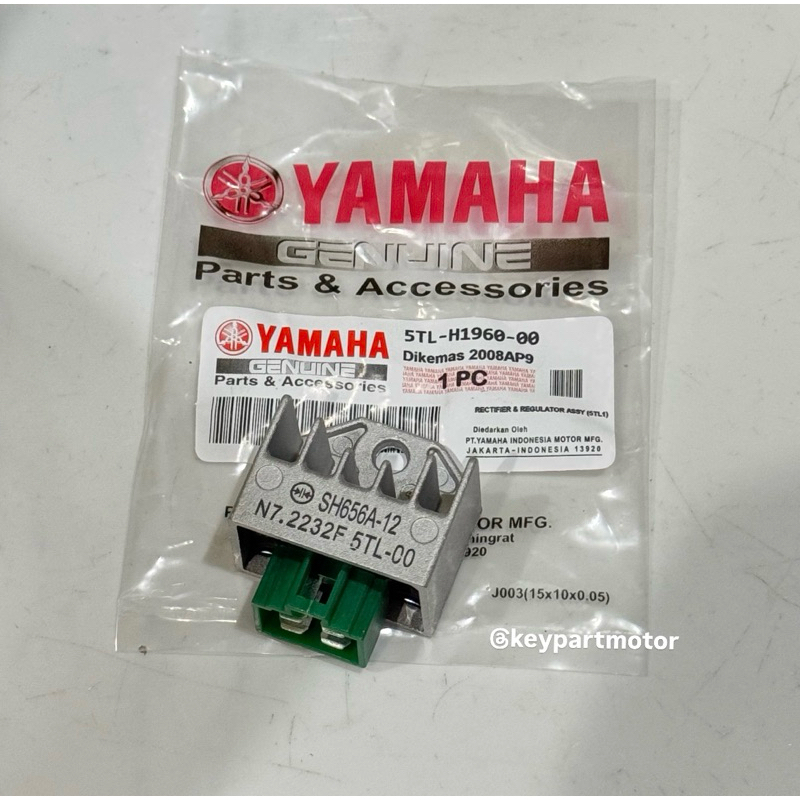 YAMAHA
GENUINE
Parts & Accessories
YAMAHA
GENUINE
Parts & Accessories
5TL-H1960-00
Dikemas 2008AP9
1 PC
RECTIFIER & REGULATOR ASSY (5TL1)
Diedarkan Oleh
PT.YAMAHA INDONESIA MOTOR MFG.
JAKARTA-INDONESIA 13920
SH656A-12
N7.2232F 5TL-00
OR MFG.
ningrat
920
J003(15x10x0.05)
@keypartmotor